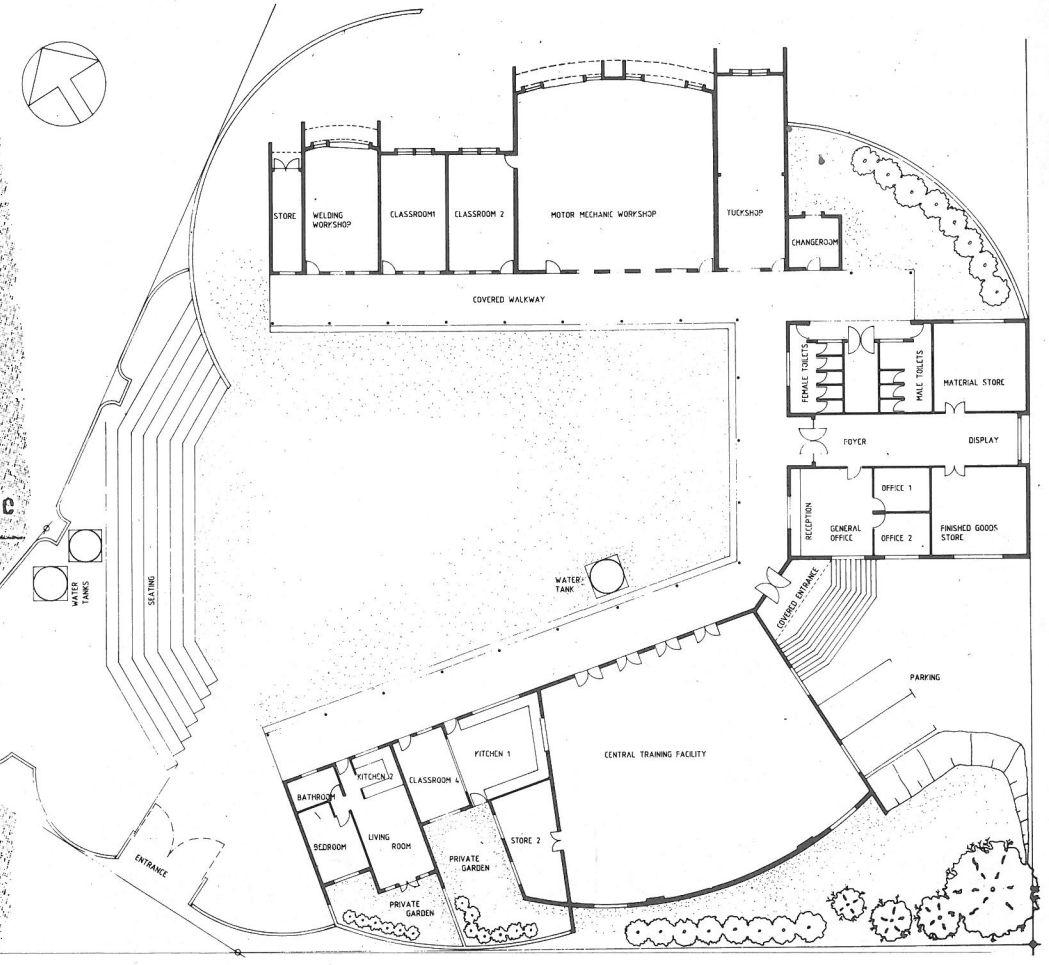 STORE
WELDING
WORKSHOP
CLASSROOM1
CLASSROOM 2
MOTOR MECHANIC WORKSHOP
TUCKSHOP
CHANGEROOM
COVERED WALKWAY
FEMALE TOILETS
MALE TOILETS
MATERIAL STORE
FOYER
DISPLAY
RECEPTION
GENERAL
OFFICE
OFFICE 1
OFFICE 2
FINISHED GOODS
STORE
C
WATER
TANKS
SEATING
WATER
TANK
COVERED ENTRANCE
PARKING
KITCHEN 1
CENTRAL TRAINING FACILITY
KITCHEN 2
CLASSROOM 4
BATHROOM
BEDROOM
LIVING
ROOM
STORE 2
PRIVATE
GARDEN
PRIVATE
GARDEN
ENTRANCE